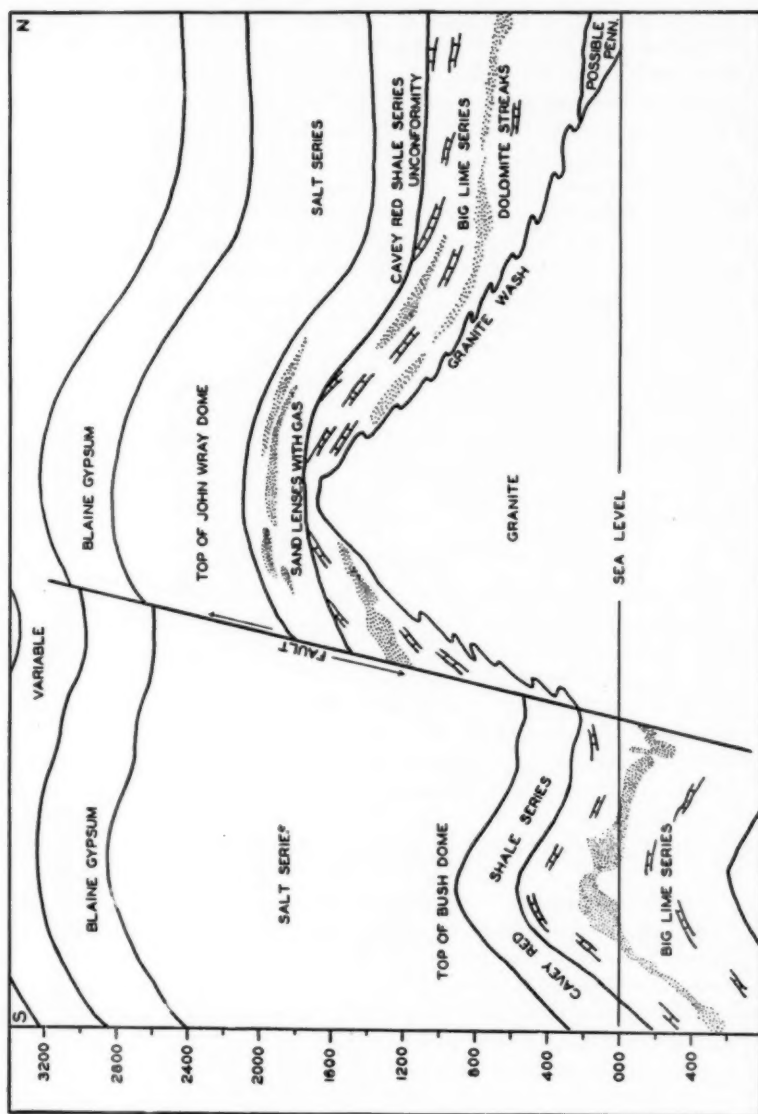 S
N
VARIABLE
BLAINE GYPSUM
BLAINE GYPSUM
TOP OF JOHN WRAY DOME
SALT SERIES
SALT SERIES
FAULT
SAND LENSES WITH GAS
CAVEY RED SHALE SERIES
UNCONFORMITY
BIG LIME SERIES
DOLOMITE STREAKS
TOP OF BUSH DOME
SHALE SERIES
CAVEY RED
GRANITE WASH
GRANITE
POSSIBLE
PENN.
SEA LEVEL
BIG LIME SERIES
3200
2800
2400
2000
1600
1200
800
400
000
400